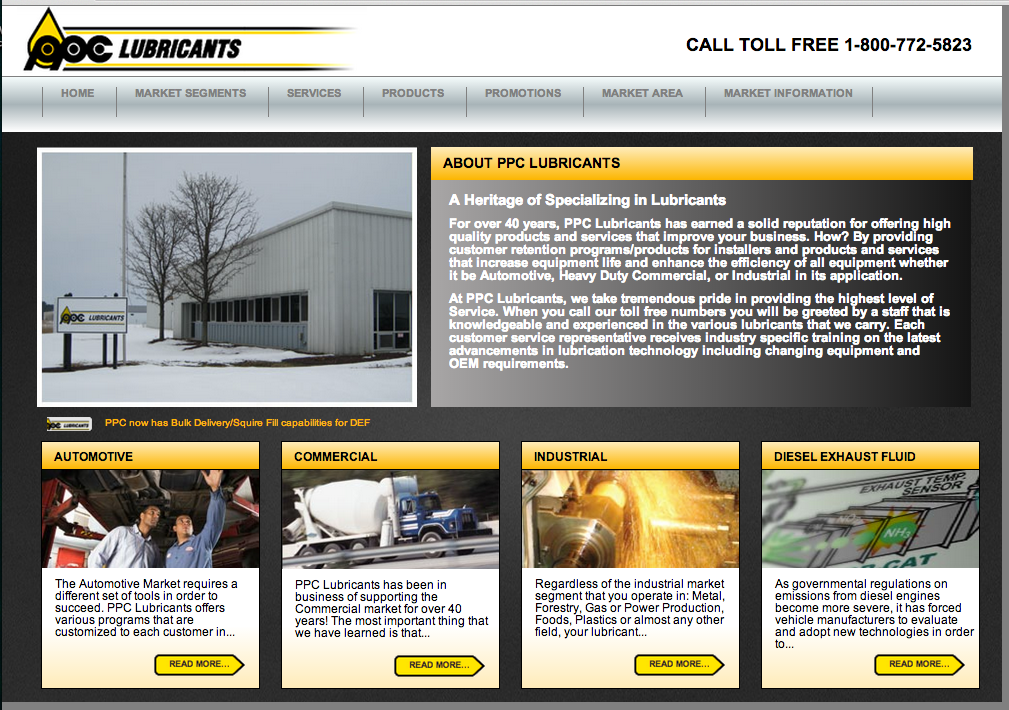 PPC LUBRICANTS
CALL TOLL FREE 1-800-772-5823
HOME
MARKET SEGMENTS
SERVICES
PRODUCTS
PROMOTIONS
MARKET AREA
MARKET INFORMATION
PPC LUBRICANTS
ABOUT PPC LUBRICANTS
A Heritage of Specializing in Lubricants
For over 40 years, PPC Lubricants has earned a solid reputation for offering high
quality products and services that improve your business. How? By providing
customer retention programs/products for installers and products and services
that increase equipment life and enhance the efficiency of all equipment whether
it be Automotive, Heavy Duty Commercial, or Industrial in its application.
At PPC Lubricants, we take tremendous pride in providing the highest level of
Service. When you call our toll free numbers you will be greeted by a staff that is
knowledgeable and experienced in the various lubricants that we carry. Each
customer service representative receives industry specific training on the latest
advancements in lubrication technology including changing equipment and
OEM requirements.
PPC LUBRICANTS
PPC now has Bulk Delivery/Squire Fill capabilities for DEF
AUTOMOTIVE
The Automotive Market requires a
different set of tools in order to
succeed. PPC Lubricants offers
various programs that are
customized to each customer in...
READ MORE...
COMMERCIAL
PPC Lubricants has been in
business of supporting the
Commercial market for over 40
years! The most important thing that
we have learned is that...
READ MORE...
INDUSTRIAL
Regardless of the industrial market
segment that you operate in: Metal,
Forestry, Gas or Power Production,
Foods, Plastics or almost any other
field, your lubricant...
READ MORE...
DIESEL EXHAUST FLUID
EXHAUST TEMP.
SENSOR
NH3
CAT
As governmental regulations on
emissions from diesel engines
become more severe, it has forced
vehicle manufacturers to evaluate
and adopt new technologies in order
to...
READ MORE...